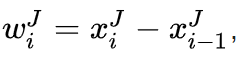 $w_i^J = x_i^J - x_{i-1}^J,$